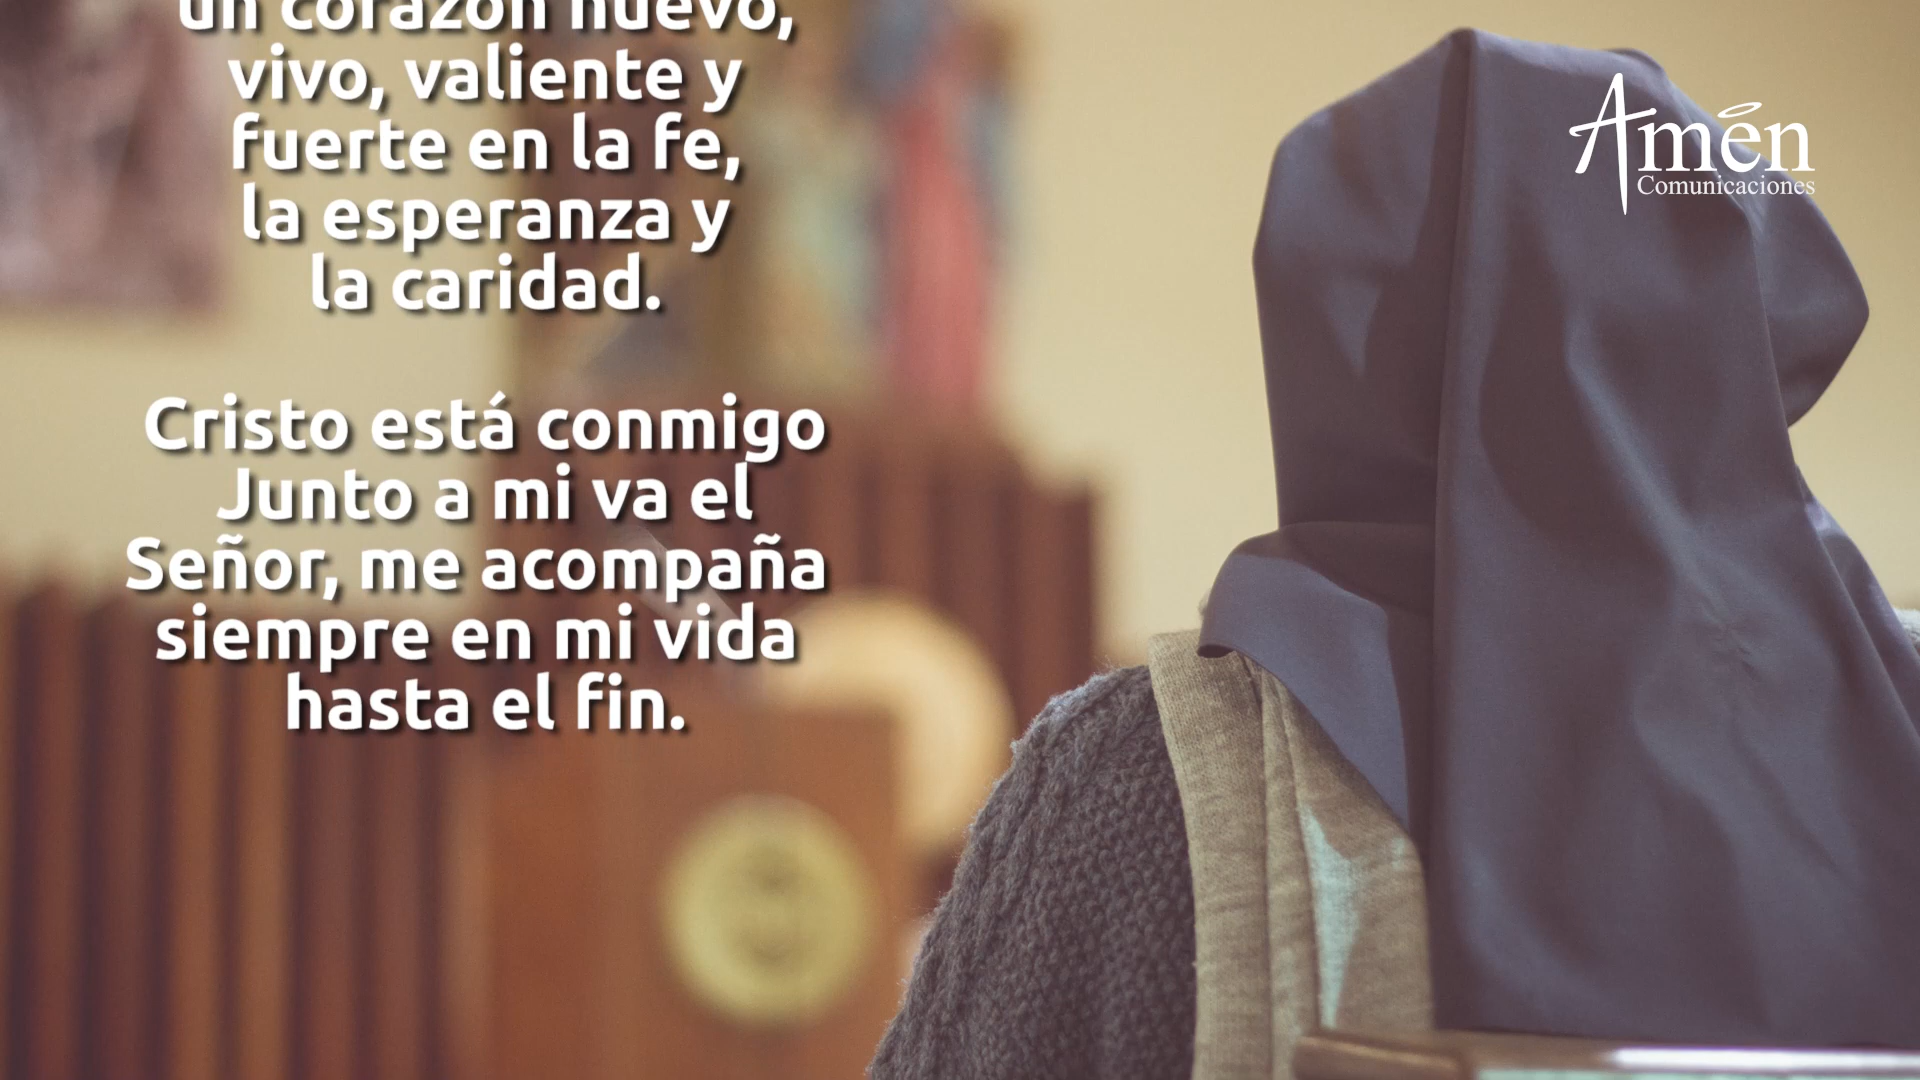 un corazón nuevo,
vivo, valiente y
fuerte en la fe,
la esperanza y
la caridad.
Cristo está conmigo
Junto a mi va el
Señor, me acompaña
siempre en mi vida
hasta el fin.
Amén
Comunicaciones